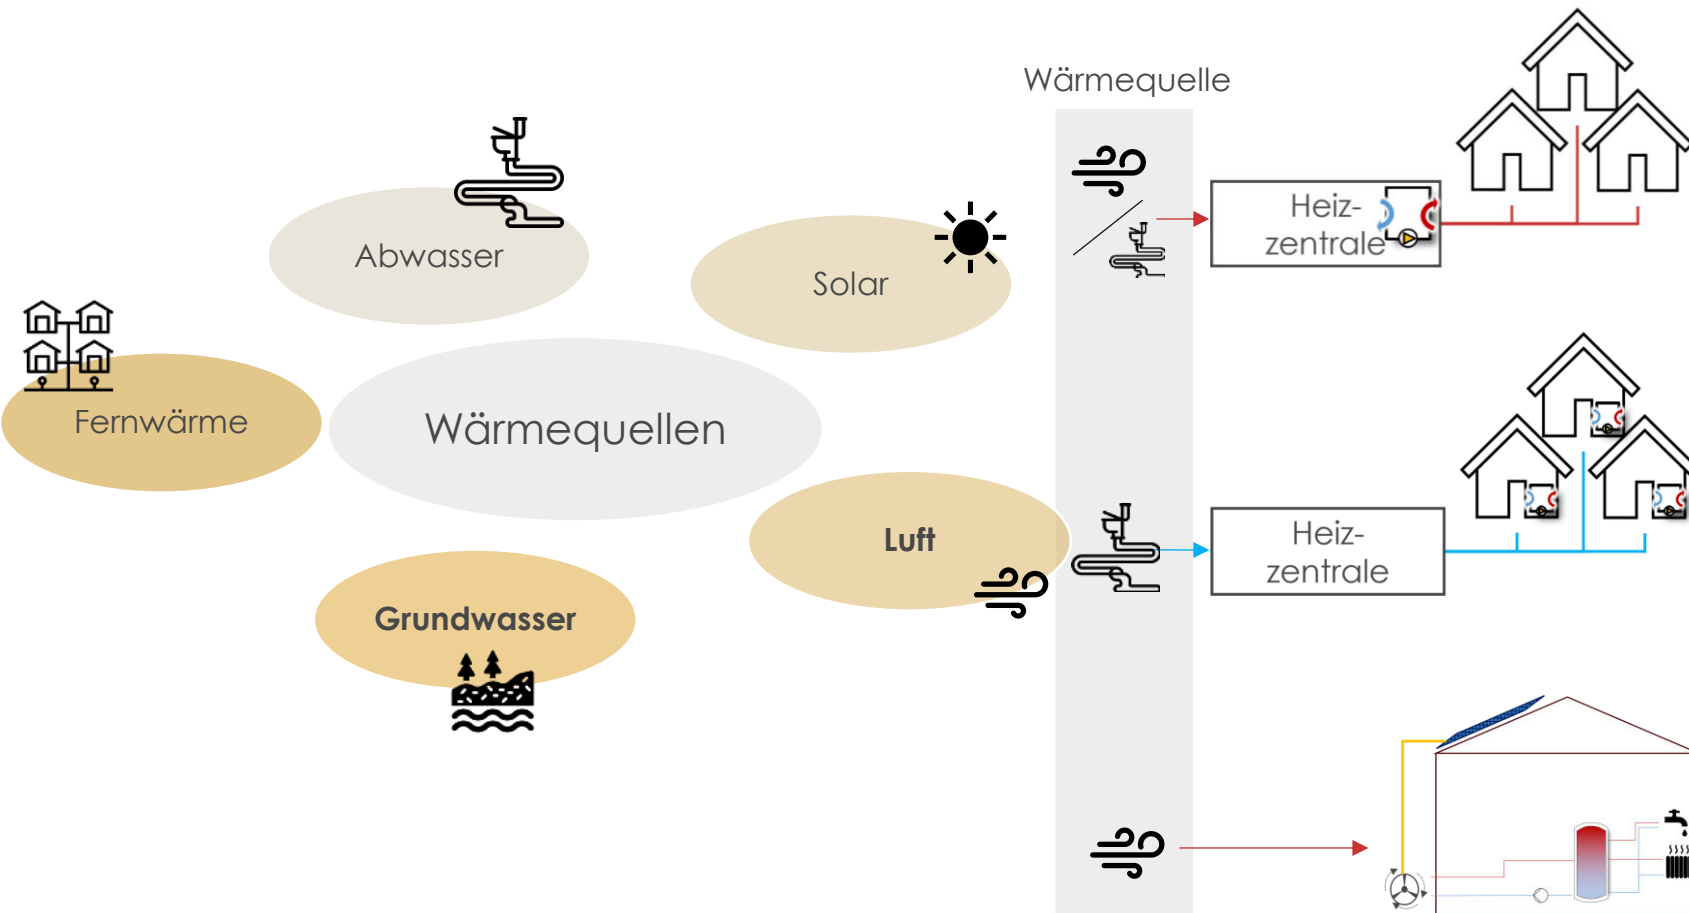 Wärmequelle
Abwasser
Solar
Fernwärme
Wärmequellen
Luft
Grundwasser
Heiz-
zentrale
Heiz-
zentrale